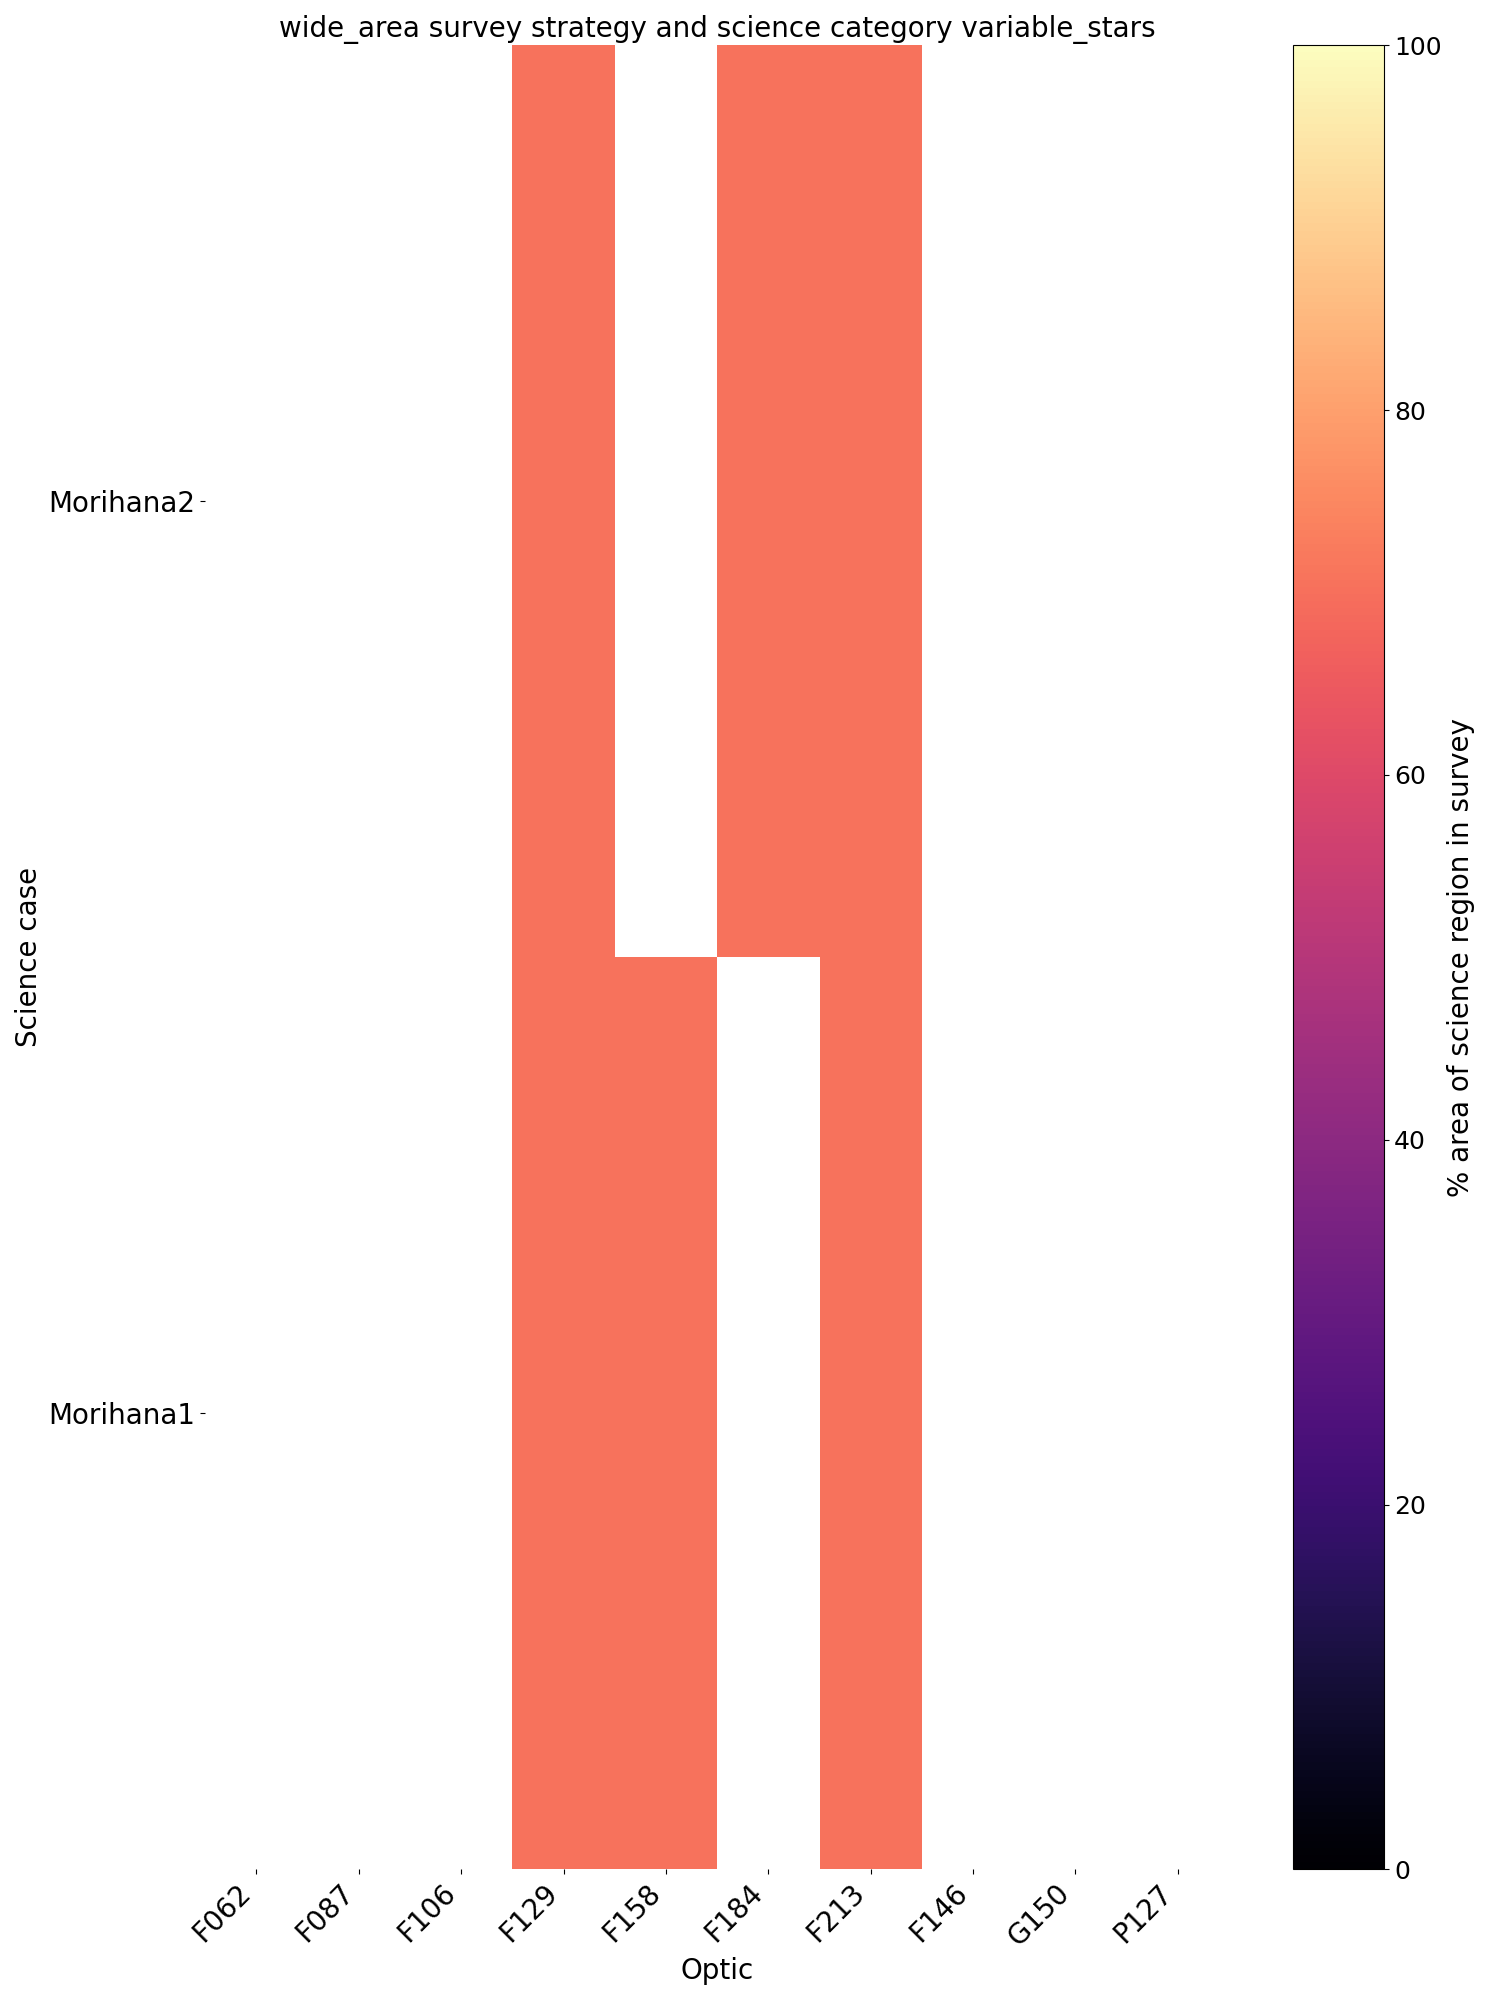 wide_area survey strategy and science category variable_stars
Science case
Morihana2
Morihana1
F062
F087
F106
F129
F158
F184
F213
F146
G150
P127
Optic
100
80
60
40
20
0
% area of science region in survey